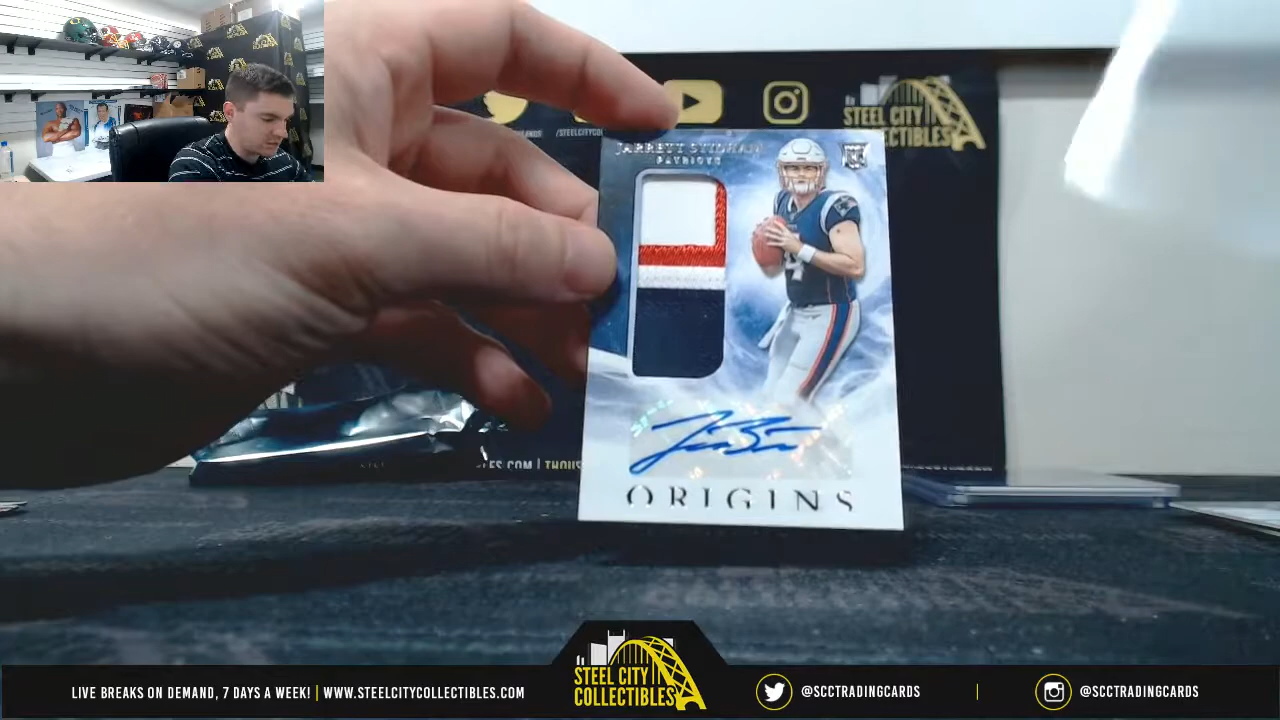 STEEL CITY
COLLECTIBLES
JARRETT STIDHAM
PATRIOTS
RC
4
ORIGINS
LIVE BREAKS ON DEMAND, 7 DAYS A WEEK! | WWW.STEELCITYCOLLECTIBLES.COM
STEEL CITY
COLLECTIBLES
@SCCTRADINGCARDS
@SCCTRADINGCARDS